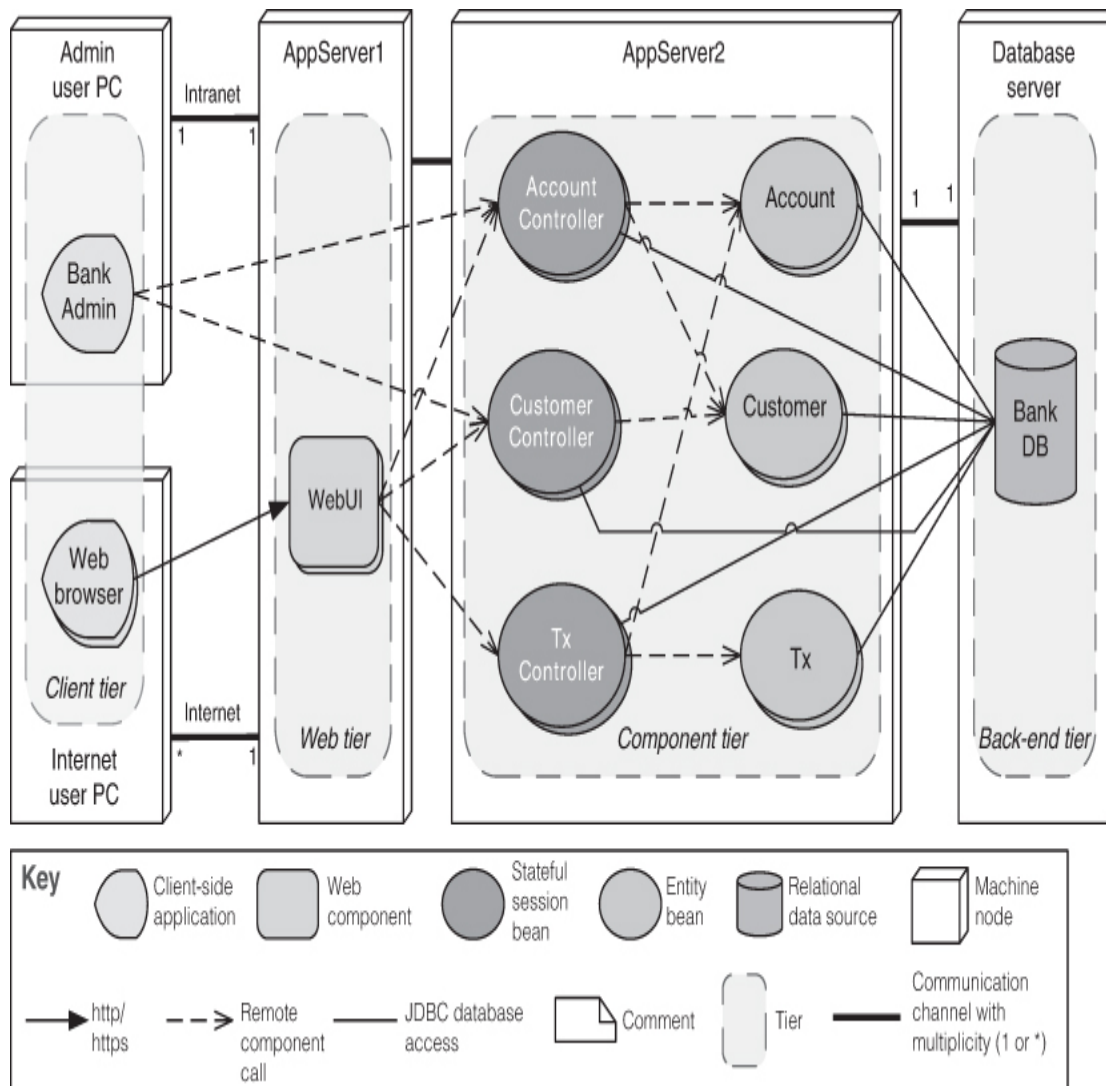 Admin
user PC
Intranet
1
1
AppServer1
AppServer2
Database
server
1
1
Bank
Admin
Account
Controller
Account
Customer
Controller
Customer
Bank
DB
WebUI
Web
browser
Tx
Controller
Tx
Client tier
Internet
*
1
Web tier
Component tier
Back-end tier
Internet
user PC
Key
Client-side
application
Web
component
Stateful
session
bean
Entity
bean
Relational
data source
Machine
node
http/
https
Remote
component
call
JDBC database
access
Comment
Tier
Communication
channel with
multiplicity (1 or *)